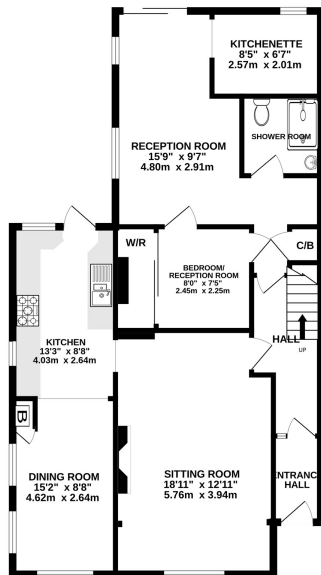 KITCHENETTE
8'5" x 6'7"
2.57m x 2.01m
SHOWER ROOM
RECEPTION ROOM
15'9" x 9'7"
4.80m x 2.91m
W/R
C/B
BEDROOM/
RECEPTION ROOM
8'0" x 7'5"
2.45m x 2.25m
KITCHEN
13'3" x 8'8"
4.03m x 2.64m
HALL
UP
B
DINING ROOM
15'2" x 8'8"
4.62m x 2.64m
SITTING ROOM
18'11" x 12'11"
5.76m x 3.94m
ENTRANCE
HALL